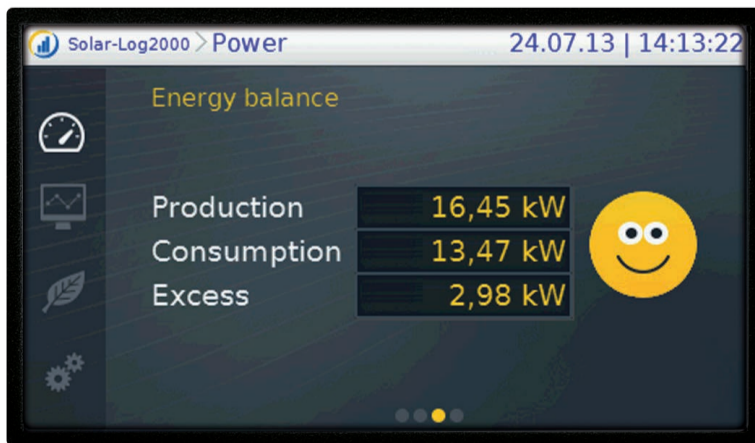 Solar-Log2000 > Power 24.07.13 | 14:13:22
Energy balance
Production 16,45 kW
Consumption 13,47 kW
Excess 2,98 kW